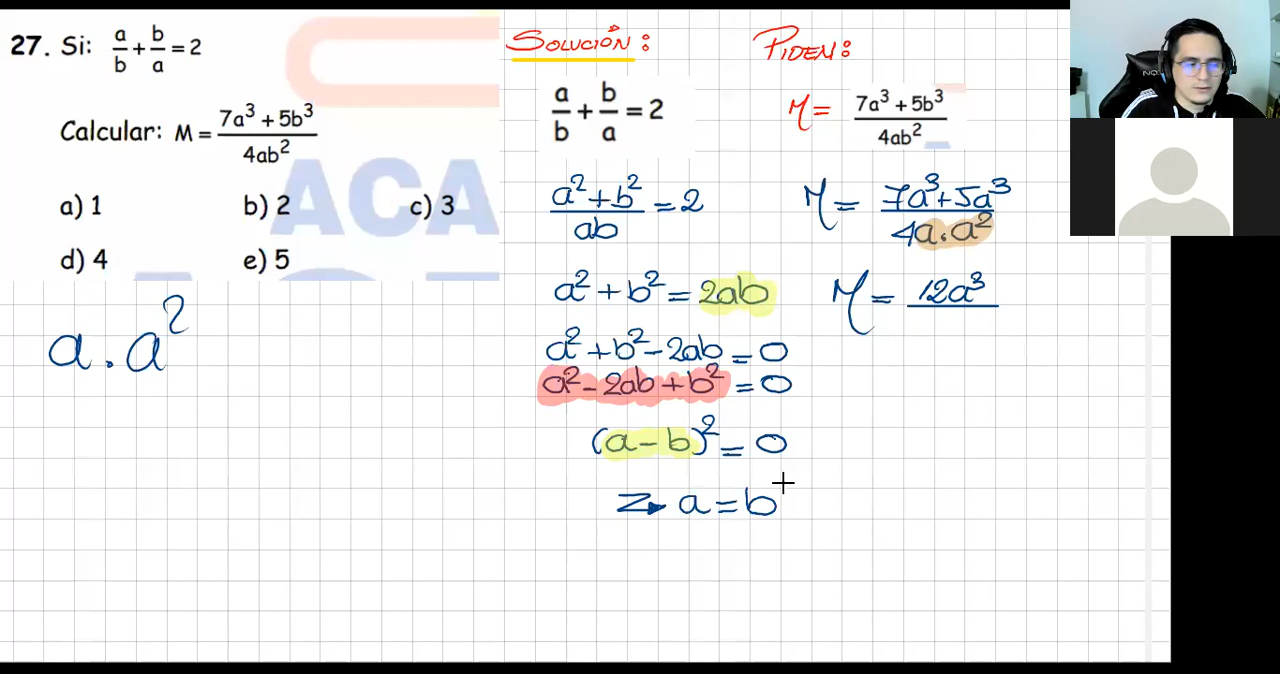 27. Si: a/b + b/a = 2
Calcular: M = (7a³ + 5b³)/(4ab²)
a) 1 b) 2 c) 3
d) 4 e) 5
ACA
a . a²
SOLUCIÓN:
a/b + b/a = 2
(a² + b²)/(ab) = 2
a² + b² = 2ab
a² + b² - 2ab = 0
a² - 2ab + b² = 0
(a - b)² = 0
a = b
PIDEN:
M = (7a³ + 5b³)/(4ab²)
M = (7a³ + 5a³)/(4a . a²)
M = 12a³